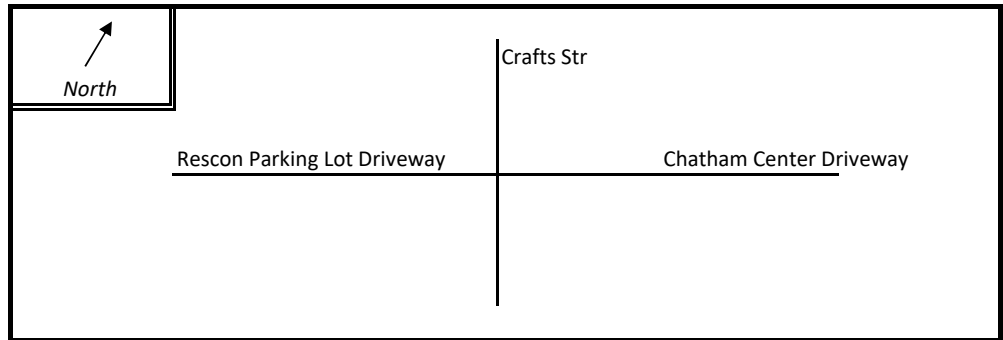 Crafts Str
North
Rescon Parking Lot Driveway
Chatham Center Driveway